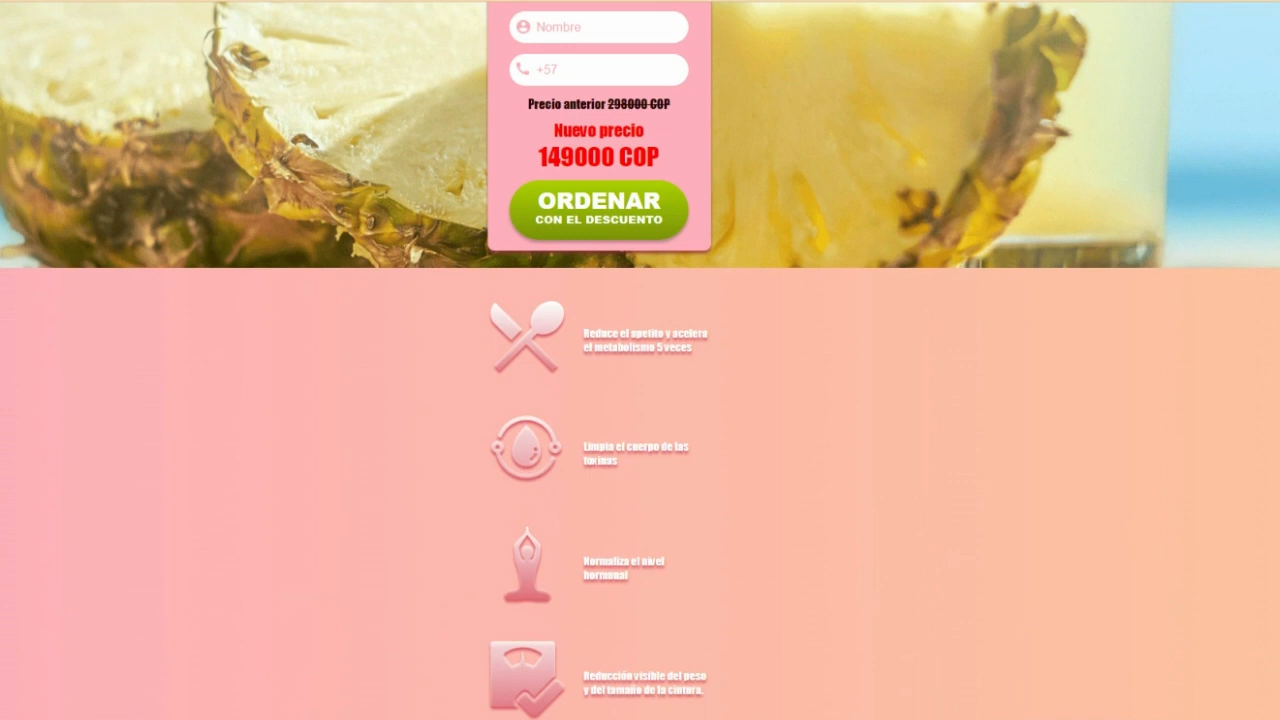 Nombre
+57
Precio anterior 298000 COP
Nuevo precio
149000 COP
ORDENAR
CON EL DESCUENTO
Reduce el apetito y acelera
el metabolismo 5 veces
Limpia el cuerpo de las
toxinas
Normaliza el nivel
hormonal
Reducción visible del peso
y del tamaño de la cintura.